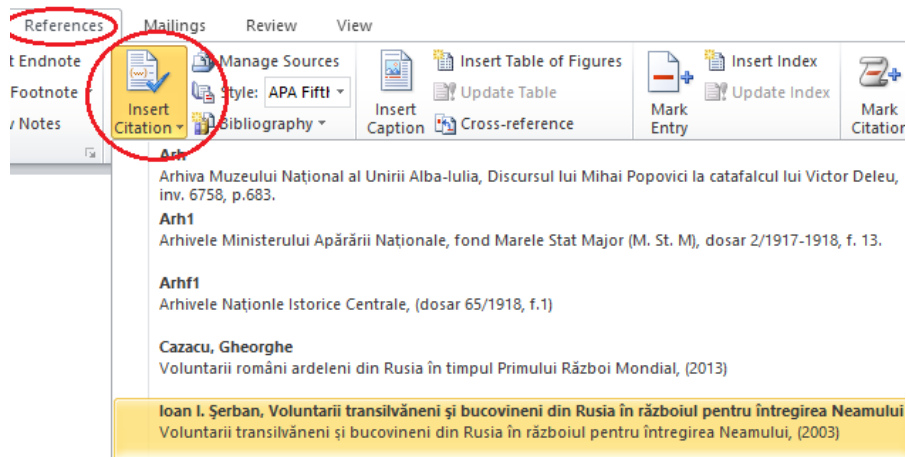 References Mailings Review View
t Endnote
Footnote
v Notes
Insert
Citation
Manage Sources
Style: APA Fiftl
Bibliography
Insert
Caption
Insert Table of Figures
Update Table
Cross-reference
Mark
Entry
Insert Index
Update Index
Mark
Citation
Arh
Arhiva Muzeului Național al Unirii Alba-Iulia, Discursul lui Mihai Popovici la catafalcul lui Victor Deleu,
inv. 6758, p.683.
Arh1
Arhivele Ministerului Apărării Naționale, fond Marele Stat Major (M. St. M), dosar 2/1917-1918, f. 13.
Arhf1
Arhivele Naționle Istorice Centrale, (dosar 65/1918, f.1)
Cazacu, Gheorghe
Voluntarii români ardeleni din Rusia în timpul Primului Război Mondial, (2013)
Ioan I. Şerban, Voluntarii transilvăneni şi bucovineni din Rusia în războiul pentru întregirea Neamului
Voluntarii transilvăneni și bucovineni din Rusia în războiul pentru întregirea Neamului, (2003)